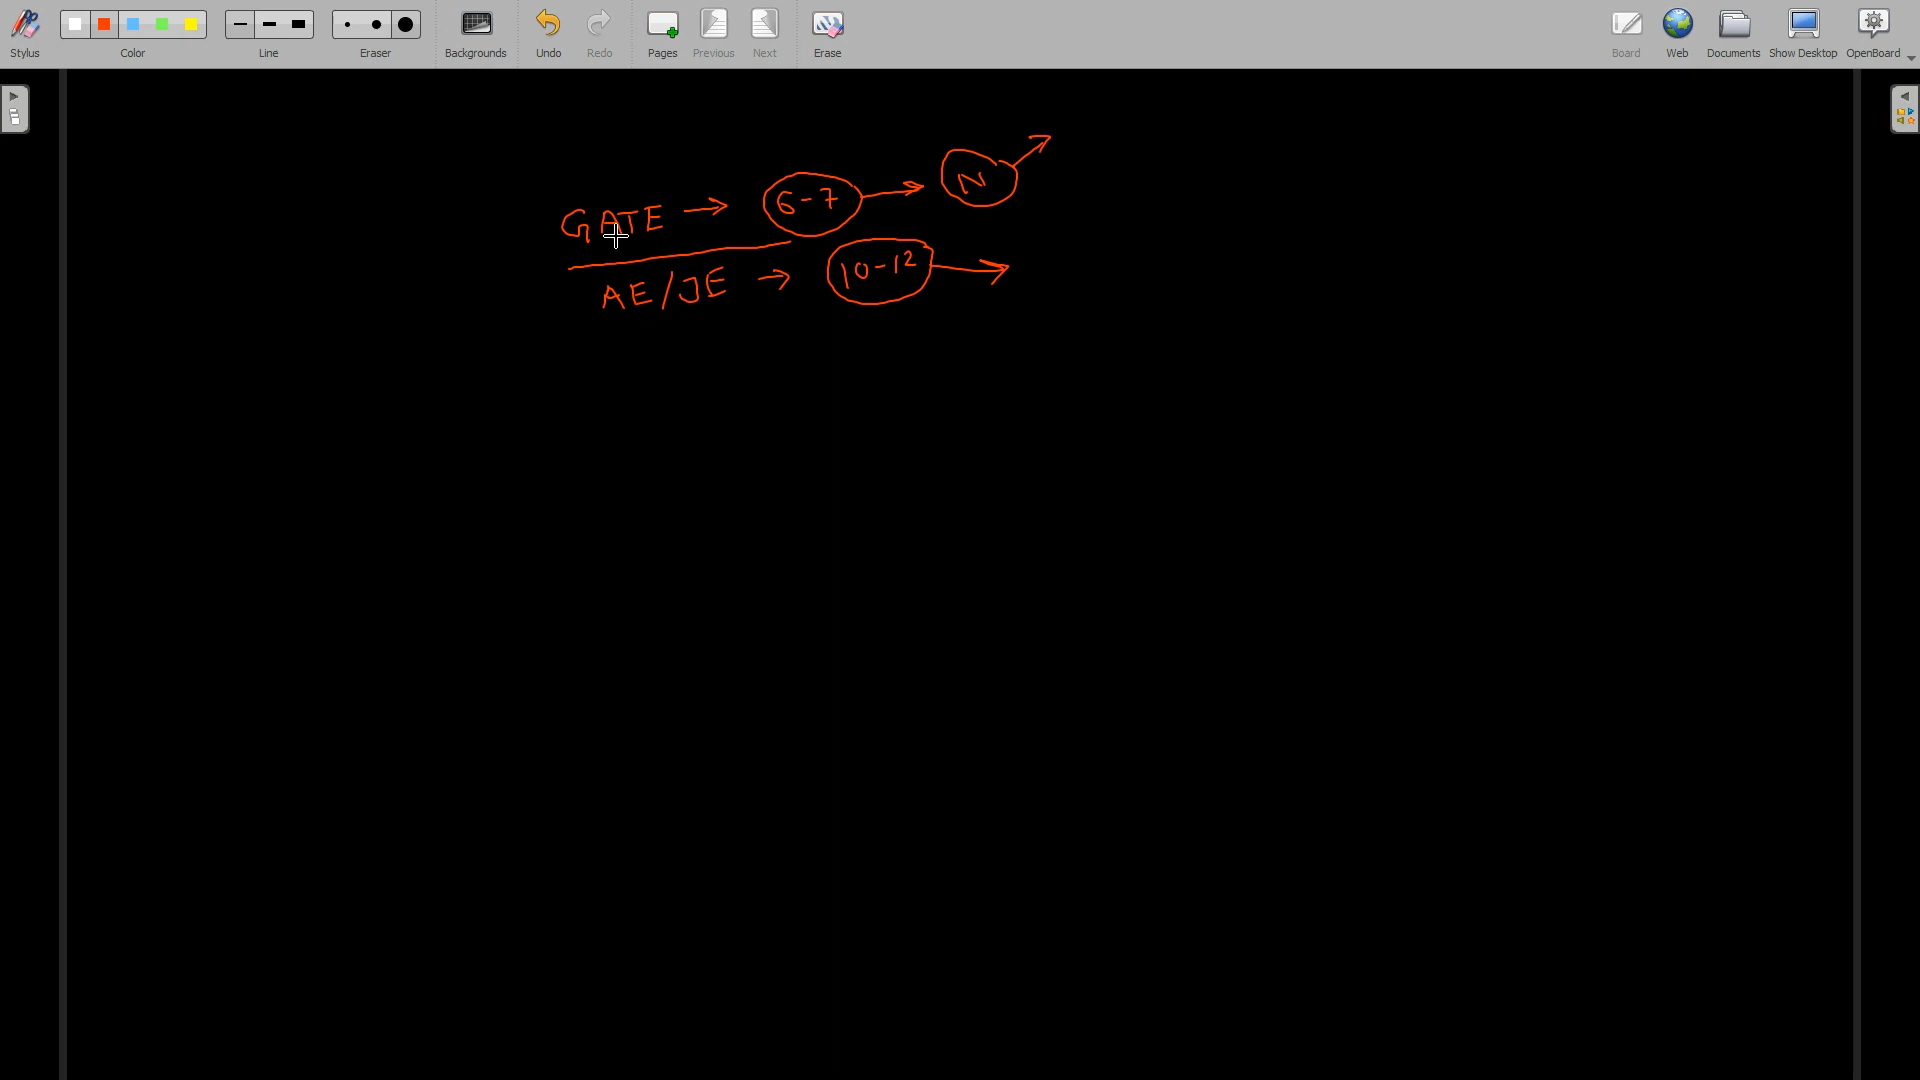 Stylus Color Line Eraser Backgrounds Undo Redo Pages Previous Next Erase Board Web Documents Show Desktop OpenBoard
GATE → 6-7 → N
AE/JE → 10-12 →